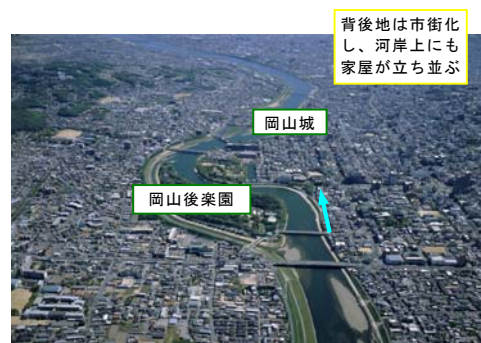 背後地は市街化
し、河岸上にも
家屋が立ち並ぶ
岡山城
岡山後楽園